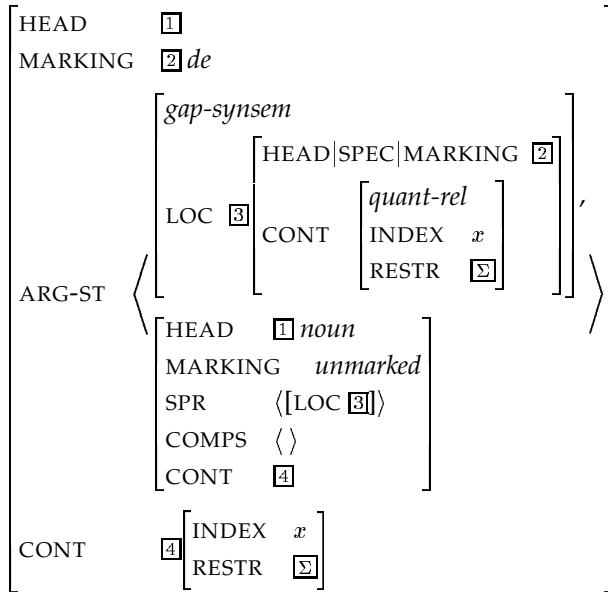 HEAD 1
MARKING 2 de
ARG-ST ⟨
gap-synsem
LOC 3
HEAD|SPEC|MARKING 2
CONT
quant-rel
INDEX x
RESTR Σ
,
HEAD 1 noun
MARKING unmarked
SPR ⟨[LOC 3]⟩
COMPS ⟨ ⟩
CONT 4
⟩
CONT 4
INDEX x
RESTR Σ